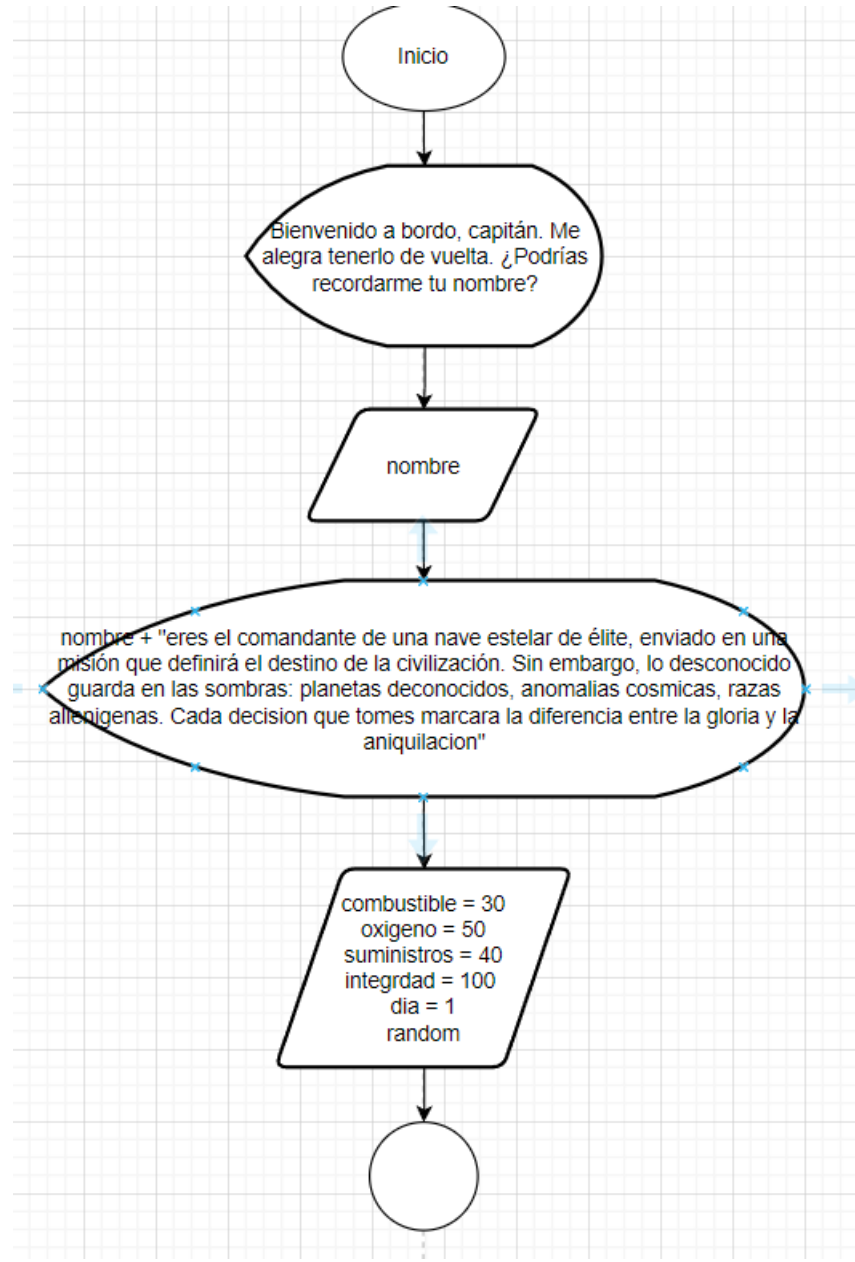 Inicio
Bienvenido a bordo, capitán. Me
alegra tenerlo de vuelta. ¿Podrías
recordarme tu nombre?
nombre
nombre + "eres el comandante de una nave estelar de élite, enviado en una
misión que definirá el destino de la civilización. Sin embargo, lo desconocido
guarda en las sombras: planetas deconocidos, anomalias cosmicas, razas
allenigenas. Cada decision que tomes marcara la diferencia entre la gloria y la
aniquilacion"
combustible = 30
oxigeno = 50
suministros = 40
integrdad = 100
dia = 1
random